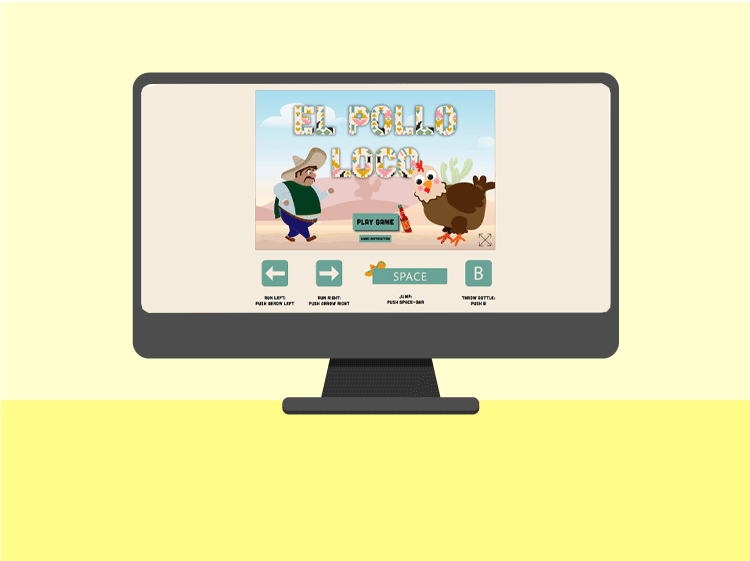 EL POLLO
LOCO
PLAY GAME
SPACE
B
RUN LEFT:
PUSH ARROW LEFT
RUN RIGHT:
PUSH ARROW RIGHT
JUMP:
PUSH SPACE-BAR
THROW BOTTLE:
PUSH B